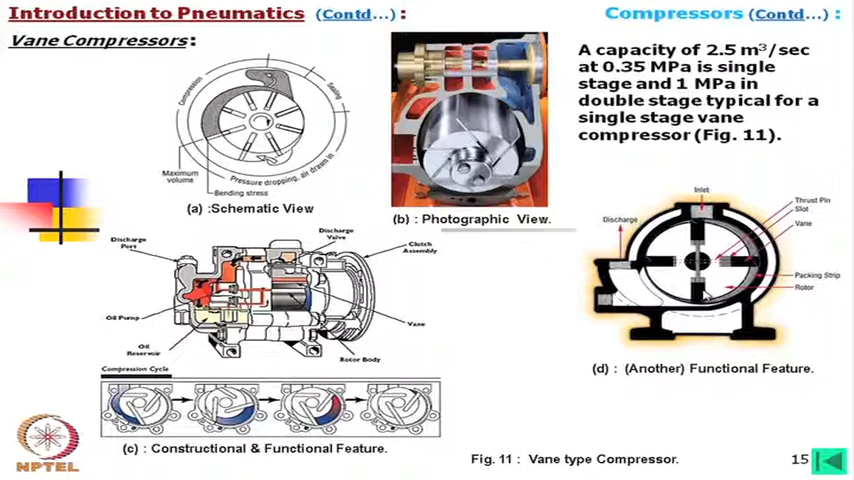 Introduction to Pneumatics (Contd...) :
Compressors (Contd...) :
Vane Compressors:
A capacity of 2.5 m³/sec
at 0.35 MPa is single
stage and 1 MPa in
double stage typical for a
single stage vane
compressor (Fig. 11).
Compression
Sealing
Maximum
volume
Pressure dropping, air drawn in
Bending stress
(a) :Schematic View
(b) : Photographic View.
Inlet
Discharge
Thrust Pin
Slot
Vane
Packing Strip
Rotor
(d) : (Another) Functional Feature.
Discharge
Port
Discharge
Valve
Clutch
Assembly
Oil Pump
Oil
Reservoir
Vane
Rotor Body
Compression Cycle
(c) : Constructional & Functional Feature.
Fig. 11 : Vane type Compressor.
15
NPTEL